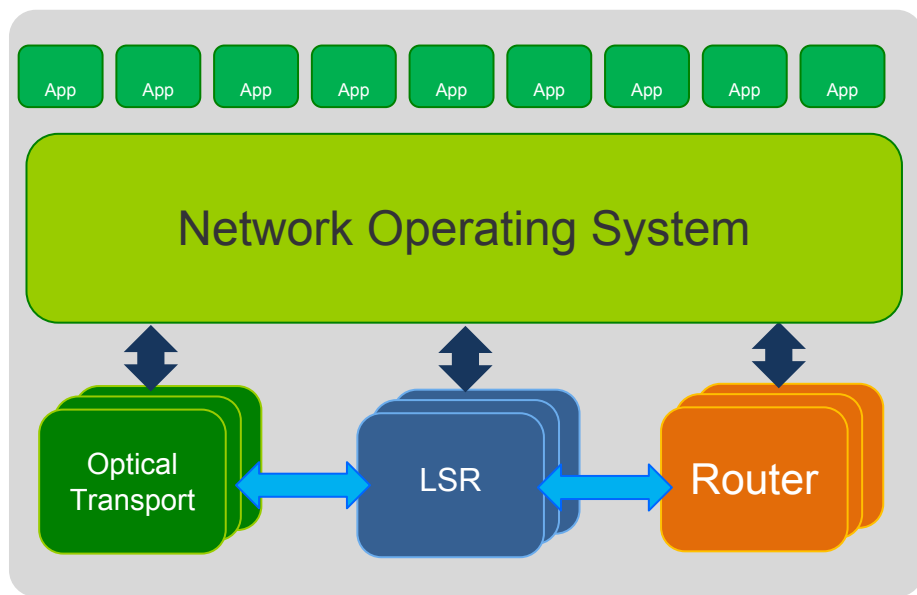 App
App
App
App
App
App
App
App
App
Network Operating System
Optical
Transport
LSR
Router